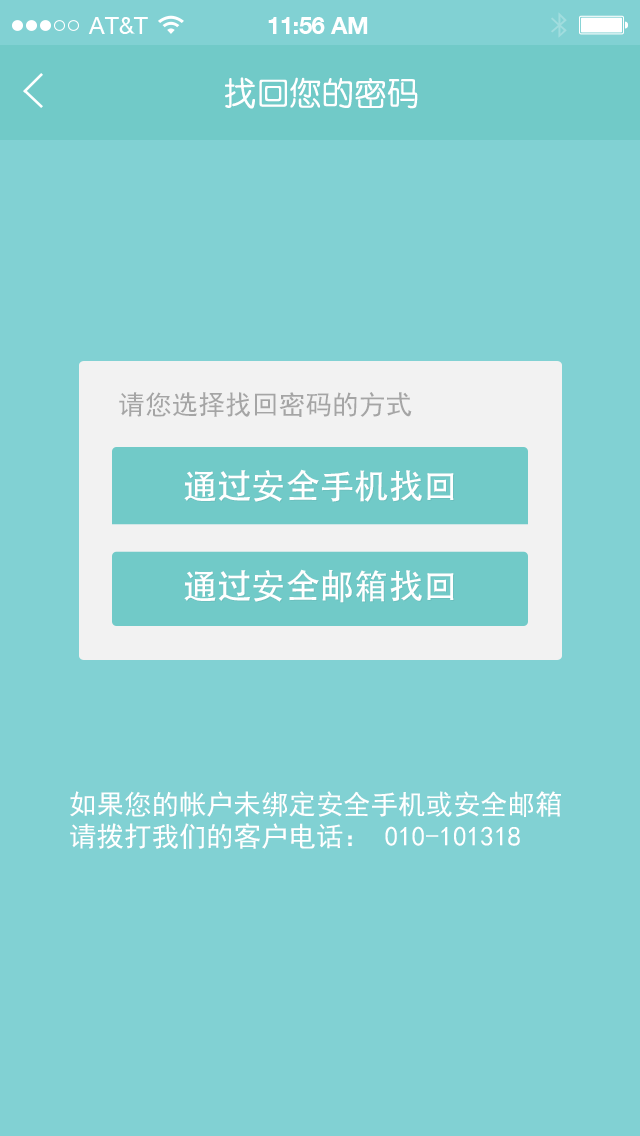 AT&T 11:56 AM
找回您的密码
请您选择找回密码的方式
通过安全手机找回
通过安全邮箱找回
如果您的帐户未绑定安全手机或安全邮箱
请拨打我们的客户电话： 010-101318